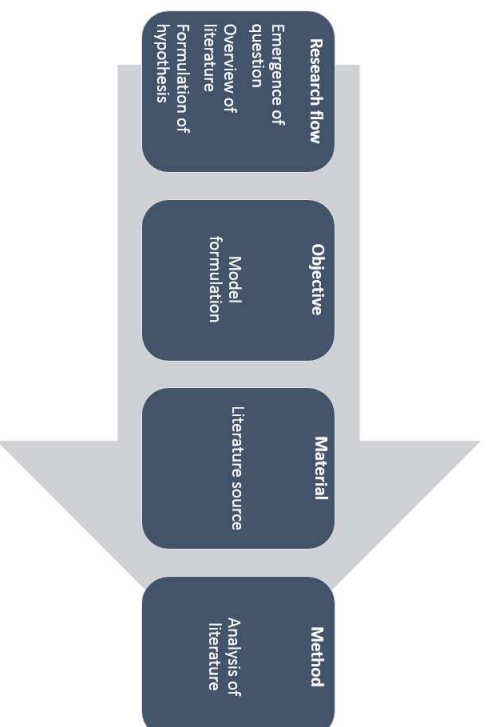 Research flow
Emergence of
question
Overview of
literature
Formulation of
hypothesis
Objective
Model
formulation
Material
Literature source
Method
Analysis of
literature